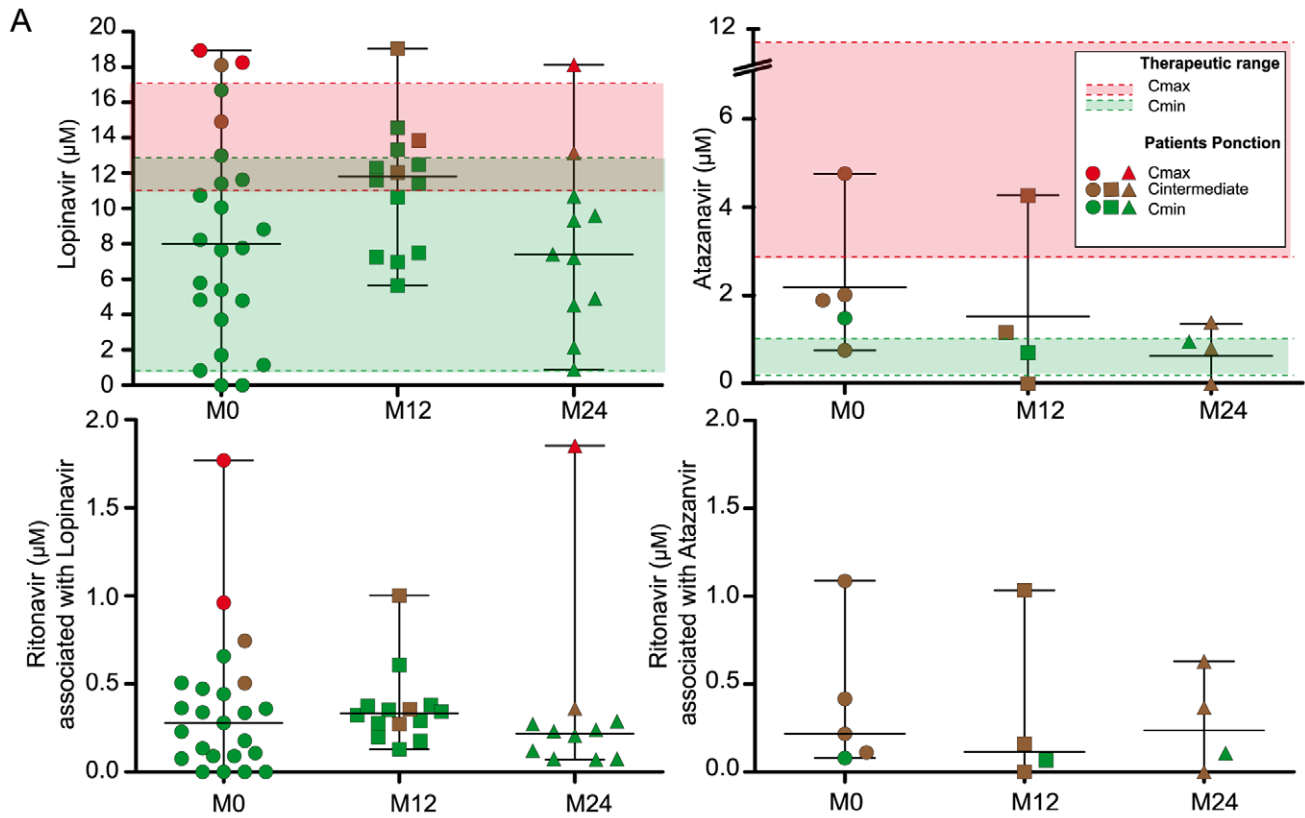 A
Lopinavir (µM)
20
18
16
14
12
10
8
6
4
2
0
M0
M12
M24
Atazanavir (µM)
12
6
4
2
0
M0
M12
M24
Therapeutic range
Cmax
Cmin
Patients Ponction
Cmax
Cintermediate
Cmin
Ritonavir (µM)
associated with Lopinavir
2.0
1.5
1.0
0.5
0.0
M0
M12
M24
Ritonavir (µM)
associated with Atazanvir
2.0
1.5
1.0
0.5
0.0
M0
M12
M24